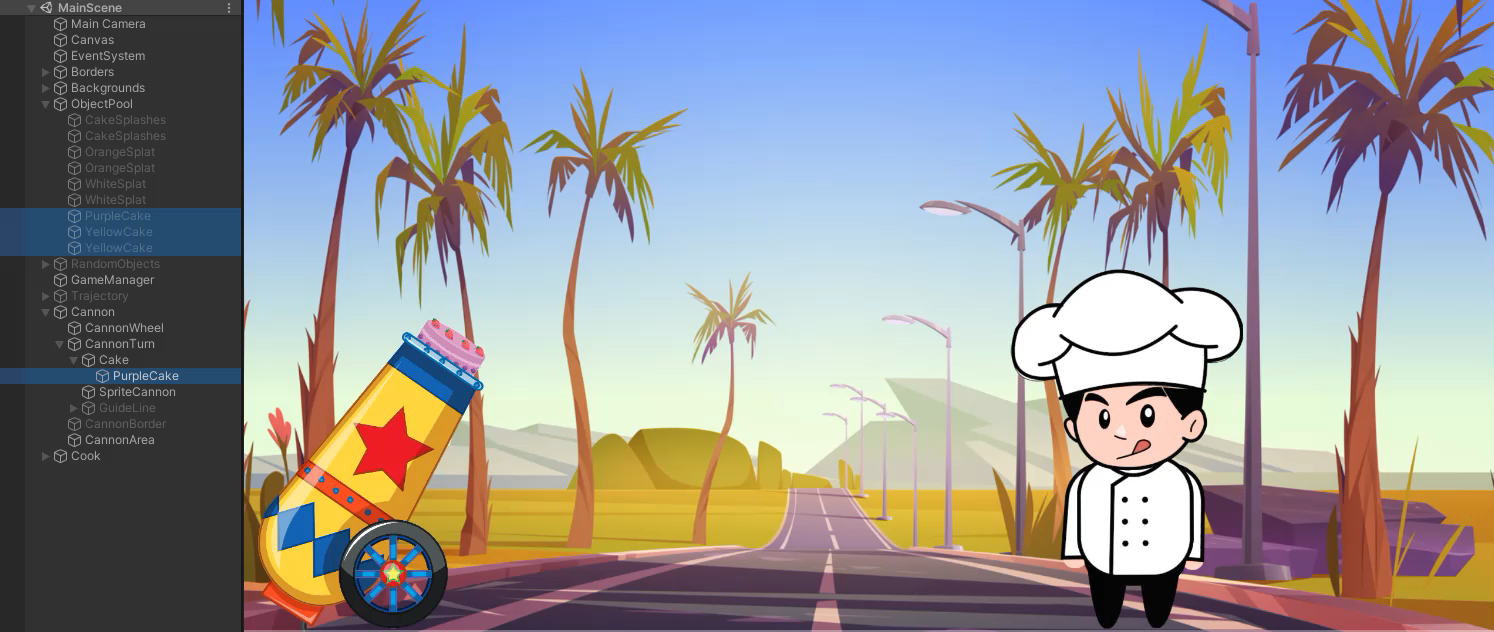 MainScene
Main Camera
Canvas
EventSystem
Borders
Backgrounds
ObjectPool
CakeSplashes
CakeSplashes
OrangeSplat
OrangeSplat
WhiteSplat
WhiteSplat
PurpleCake
YellowCake
YellowCake
RandomObjects
GameManager
Trajectory
Cannon
CannonWheel
CannonTurn
Cake
PurpleCake
SpriteCannon
GuideLine
CannonBorder
CannonArea
Cook